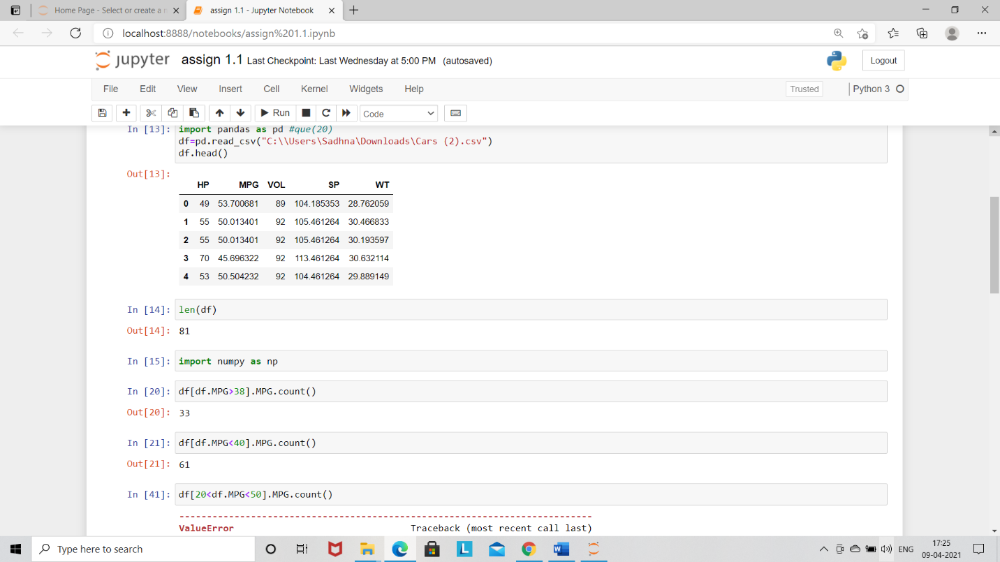 Home Page - Select or create a n
assign 1.1 - Jupyter Notebook
localhost:8888/notebooks/assign%201.1.ipynb
jupyter assign 1.1 Last Checkpoint: Last Wednesday at 5:00 PM (autosaved)
Logout
File Edit View Insert Cell Kernel Widgets Help
Trusted Python 3
Run Code
In [13]: import pandas as pd #que(20)
df=pd.read_csv("C:\\Users\Sadhna\Downloads\Cars (2).csv")
df.head()
Out[13]:
HP MPG VOL SP WT
0 49 53.700681 89 104.185353 28.762059
1 55 50.013401 92 105.461264 30.466833
2 55 50.013401 92 105.461264 30.193597
3 70 45.696322 92 113.461264 30.632114
4 53 50.504232 92 104.461264 29.889149
In [14]: len(df)
Out[14]: 81
In [15]: import numpy as np
In [20]: df[df.MPG>38].MPG.count()
Out[20]: 33
In [21]: df[df.MPG<40].MPG.count()
Out[21]: 61
In [41]: df[20<df.MPG<50].MPG.count()
---------------------------------------------------------------------------
ValueError Traceback (most recent call last)
Type here to search
L
W
ENG
17:25
09-04-2021